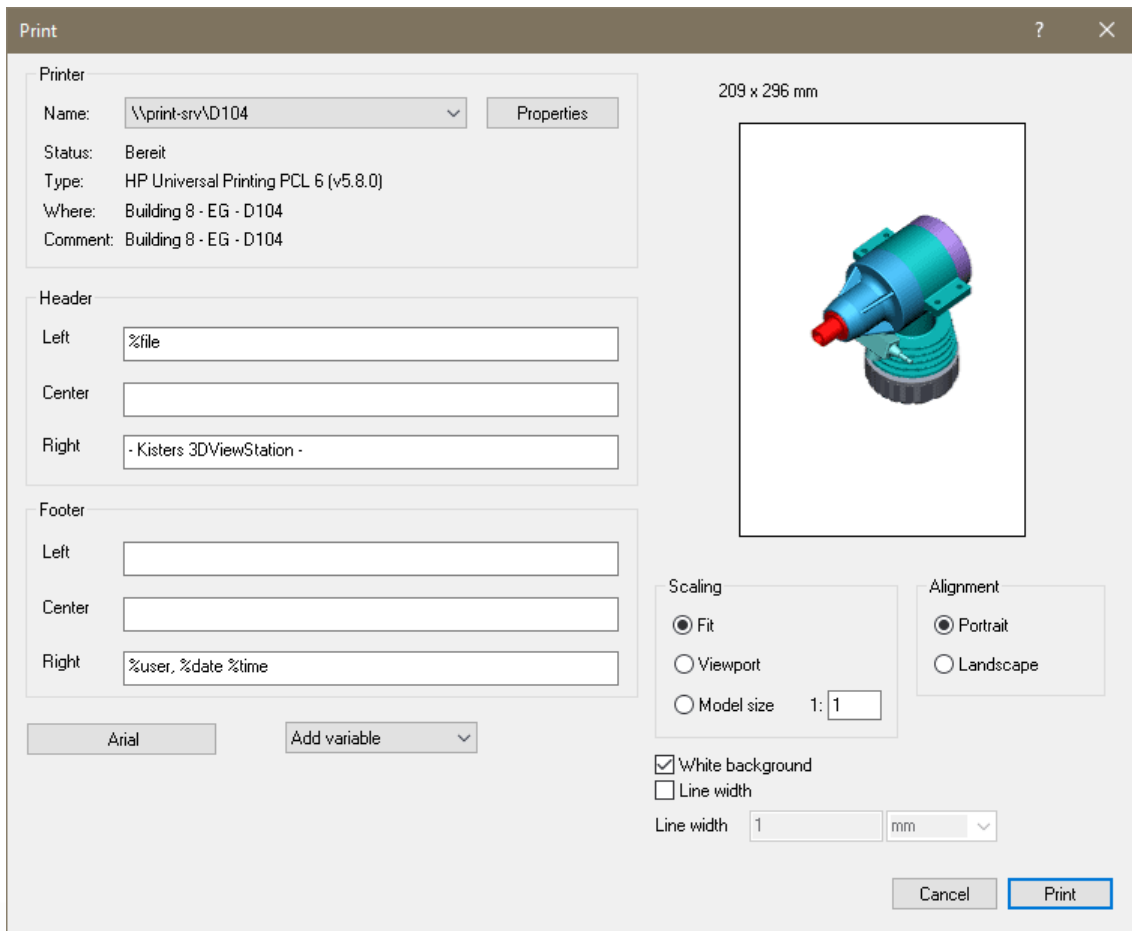 Print
Printer
Name: \\print-srv\D104 Properties
Status: Bereit
Type: HP Universal Printing PCL 6 (v5.8.0)
Where: Building 8 - EG - D104
Comment: Building 8 - EG - D104
Header
Left %file
Center
Right - Kisters 3DViewStation -
Footer
Left
Center
Right %user, %date %time
Arial Add variable
209 x 296 mm
Scaling
Fit
Viewport
Model size 1: 1
Alignment
Portrait
Landscape
White background
Line width
Line width 1 mm
Cancel Print